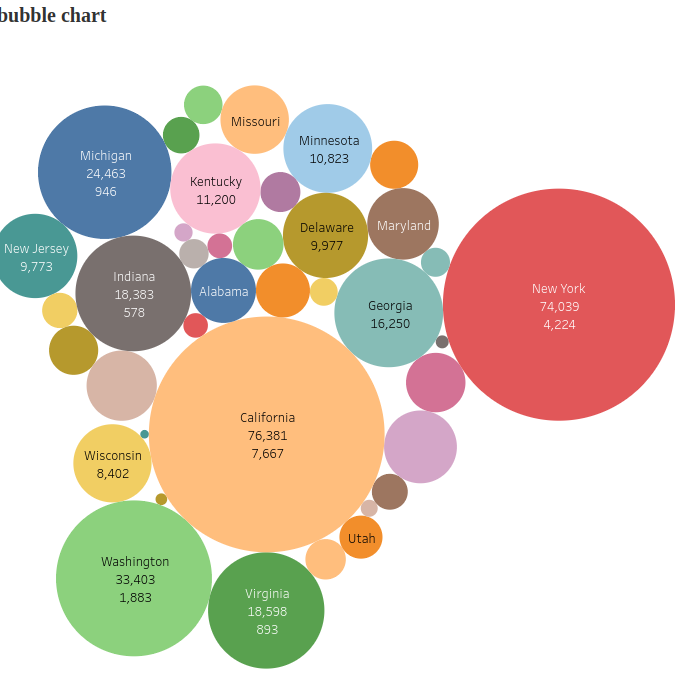 bubble chart
Missouri
Minnesota
10,823
Michigan
24,463
946
Kentucky
11,200
Maryland
Delaware
9,977
New Jersey
9,773
Indiana
18,383
578
Alabama
Georgia
16,250
New York
74,039
4,224
California
76,381
7,667
Wisconsin
8,402
Utah
Washington
33,403
1,883
Virginia
18,598
893